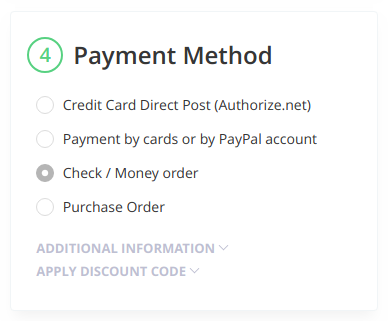 4 Payment Method
Credit Card Direct Post (Authorize.net)
Payment by cards or by PayPal account
Check / Money order
Purchase Order
ADDITIONAL INFORMATION
APPLY DISCOUNT CODE